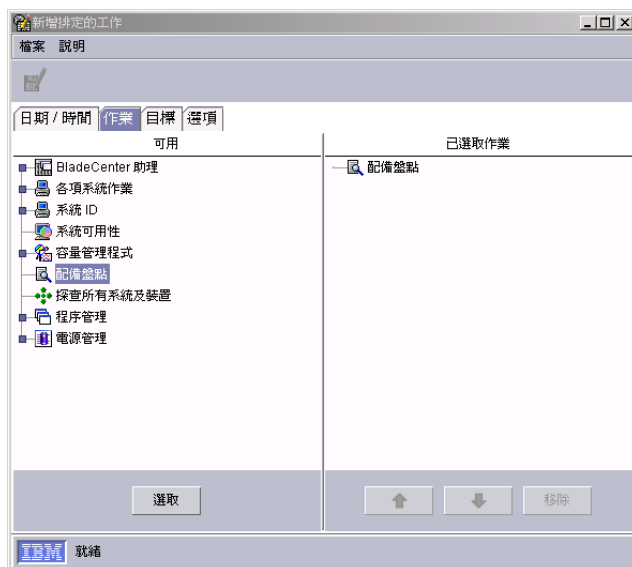 新增排定的工作
檔案 說明
日期 / 時間 作業 目標 選項
可用 已選取作業
BladeCenter 助理 配備盤點
各項系統作業
系統 ID
系統可用性
容量管理程式
配備盤點
探查所有系統及裝置
程序管理
電源管理
選取 移除
IBM 就緒